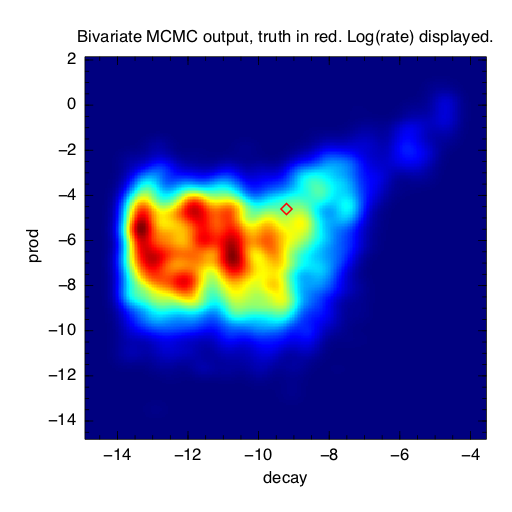 Bivariate MCMC output, truth in red. Log(rate) displayed.
2
0
−2
−4
−6
−8
−10
−12
−14
prod
−14 −12 −10 −8 −6 −4
decay